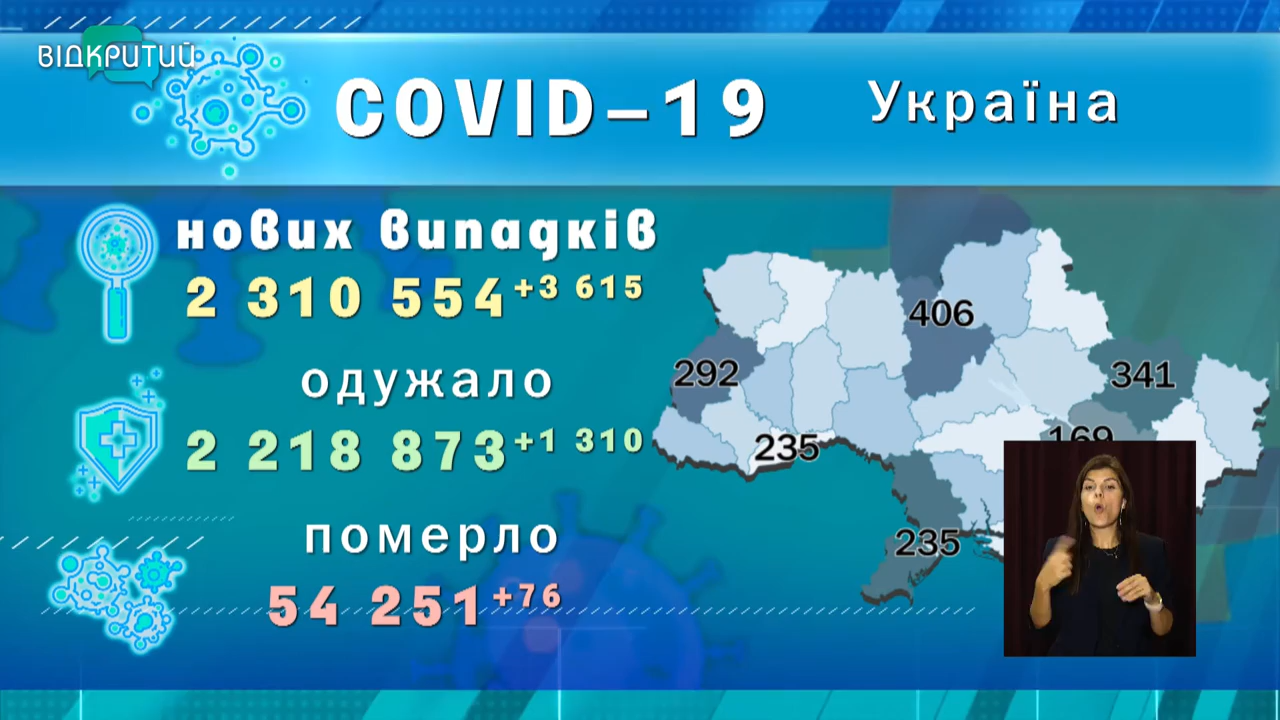 ВІДКРИТИЙ
COVID–19
Україна
нових випадків
2 310 554 +3 615
одужало
2 218 873 +1 310
померло
54 251 +76
406
292
341
235
169
235